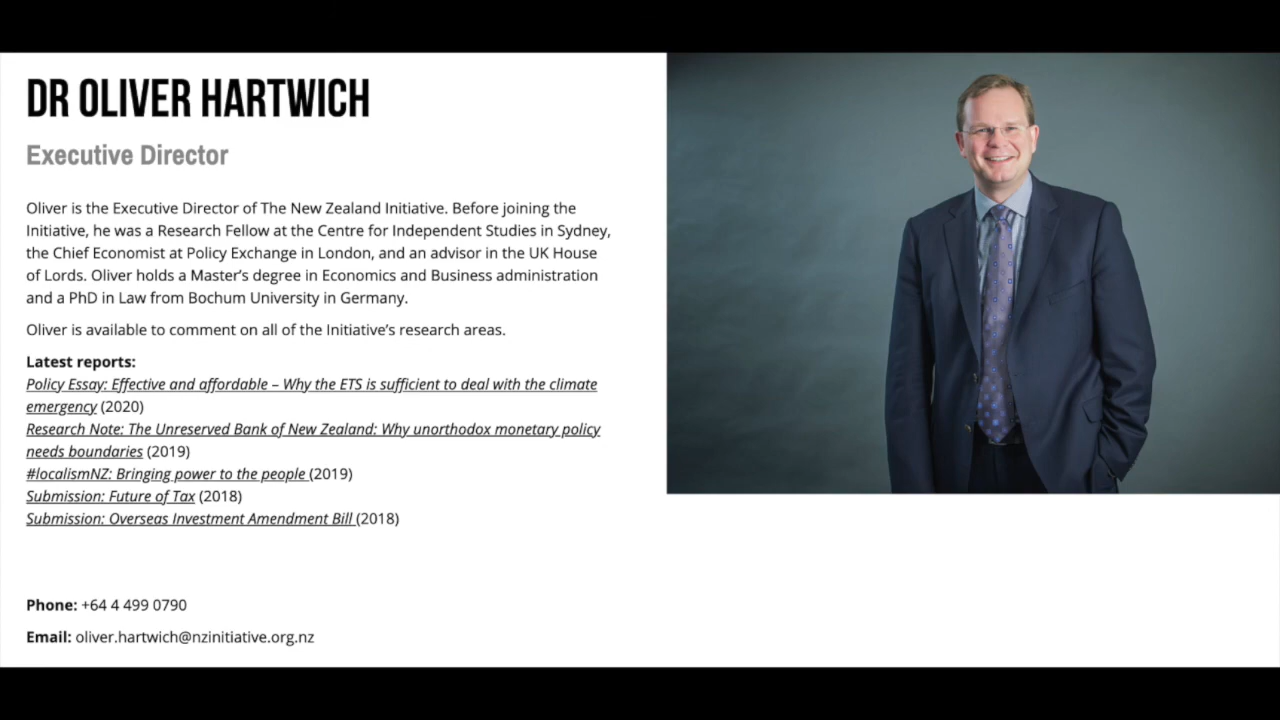 DR OLIVER HARTWICH
Executive Director
Oliver is the Executive Director of The New Zealand Initiative. Before joining the
Initiative, he was a Research Fellow at the Centre for Independent Studies in Sydney,
the Chief Economist at Policy Exchange in London, and an advisor in the UK House
of Lords. Oliver holds a Master’s degree in Economics and Business administration
and a PhD in Law from Bochum University in Germany.
Oliver is available to comment on all of the Initiative’s research areas.
Latest reports:
Policy Essay: Effective and affordable – Why the ETS is sufficient to deal with the climate
emergency (2020)
Research Note: The Unreserved Bank of New Zealand: Why unorthodox monetary policy
needs boundaries (2019)
#localismNZ: Bringing power to the people (2019)
Submission: Future of Tax (2018)
Submission: Overseas Investment Amendment Bill (2018)
Phone: +64 4 499 0790
Email: oliver.hartwich@nzinitiative.org.nz